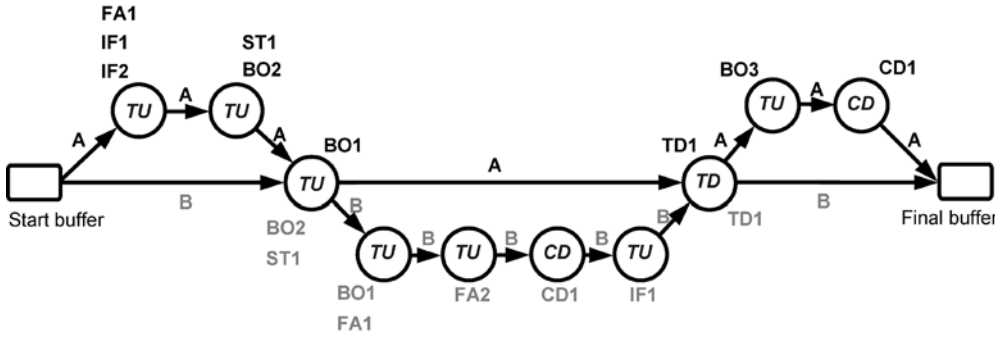 FA1
IF1
IF2
ST1
BO2
TU
A
TU
A
A
BO1
TU
A
B
Start buffer
BO2
ST1
B
TU
BO1
FA1
B
TU
FA2
B
CD
CD1
B
TU
IF1
B
TD1
TD
TD1
A
BO3
TU
A
CD1
CD
A
B
Final buffer